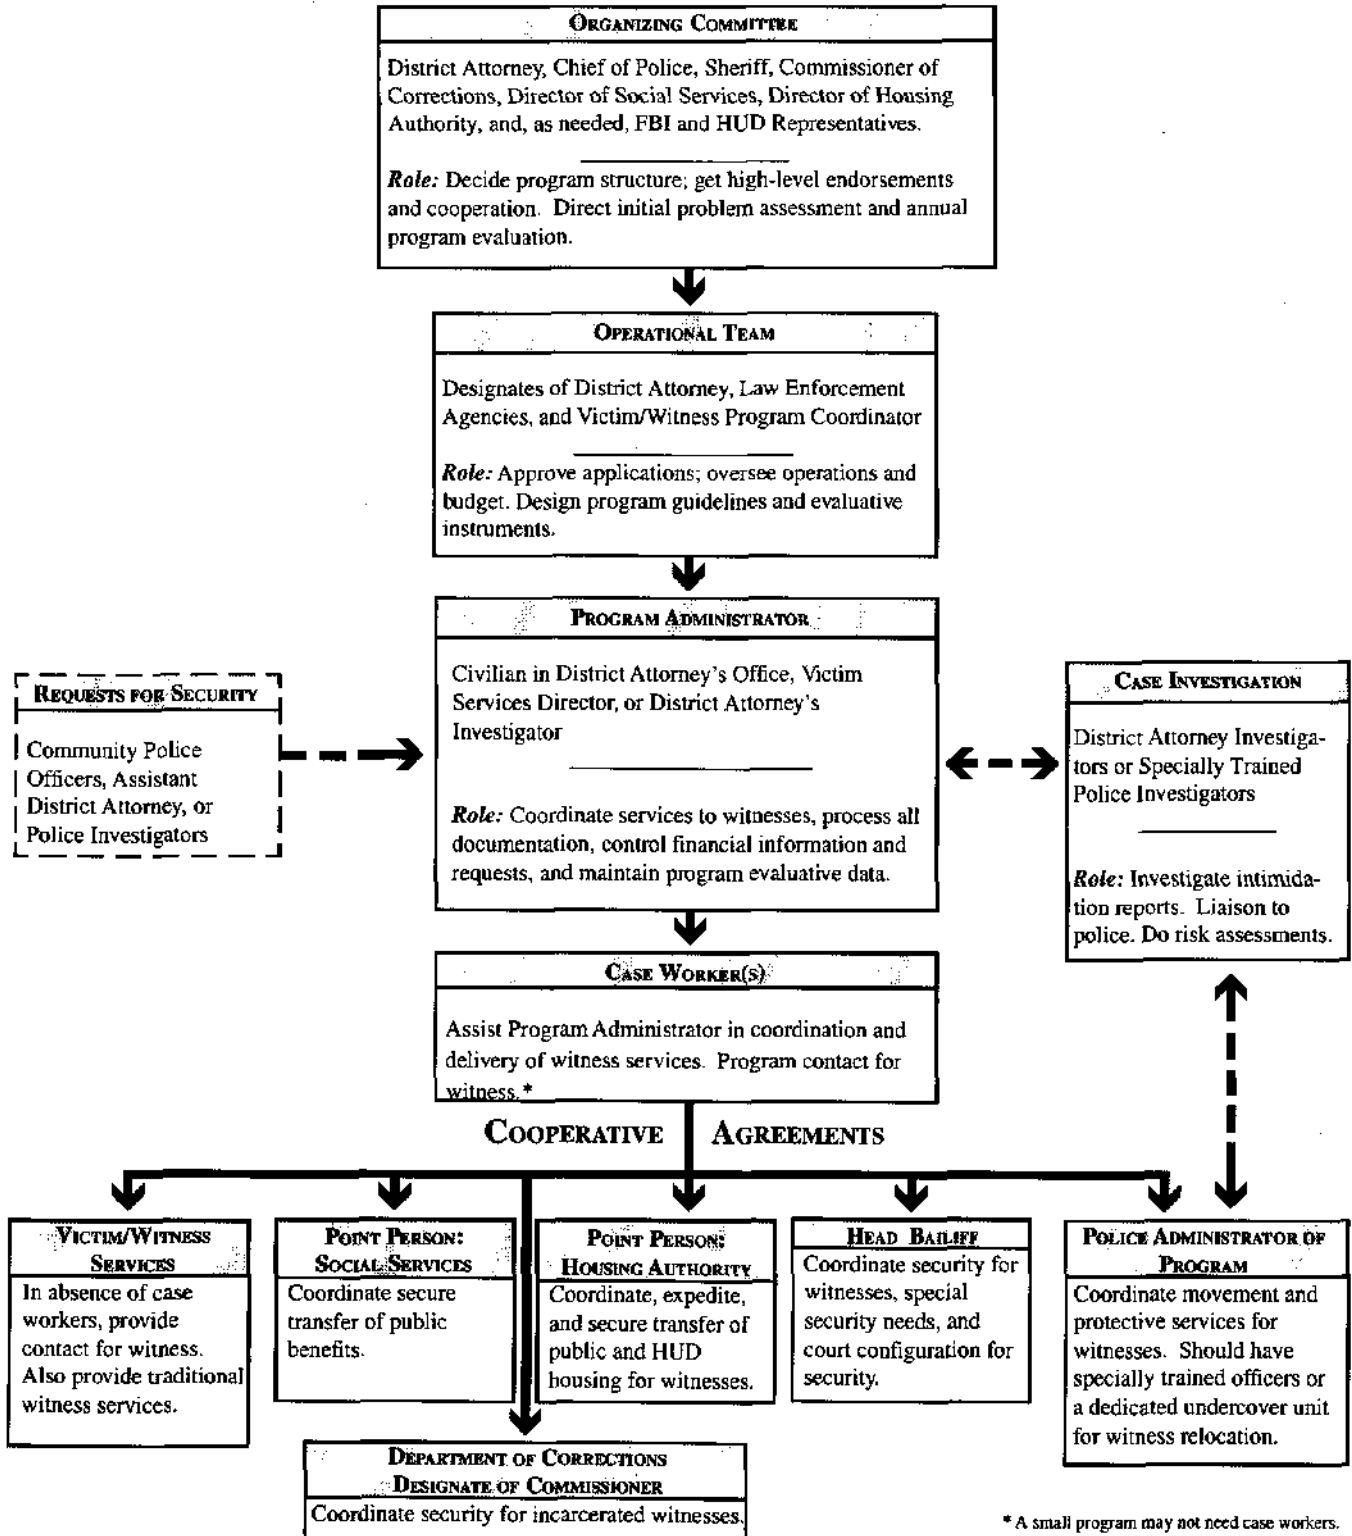 ORGANIZING COMMITTEE
District Attorney, Chief of Police, Sheriff, Commissioner of
Corrections, Director of Social Services, Director of Housing
Authority, and, as needed, FBI and HUD Representatives.
Role: Decide program structure; get high-level endorsements
and cooperation. Direct initial problem assessment and annual
program evaluation.
OPERATIONAL TEAM
Designates of District Attorney, Law Enforcement
Agencies, and Victim/Witness Program Coordinator
Role: Approve applications; oversee operations and
budget. Design program guidelines and evaluative
instruments.
PROGRAM ADMINISTRATOR
Civilian in District Attorney's Office, Victim
Services Director, or District Attorney's
Investigator
Role: Coordinate services to witnesses, process all
documentation, control financial information and
requests, and maintain program evaluative data.
REQUESTS FOR SECURITY
Community Police
Officers, Assistant
District Attorney, or
Police Investigators
CASE INVESTIGATION
District Attorney Investiga-
tors or Specially Trained
Police Investigators
Role: Investigate intimida-
tion reports. Liaison to
police. Do risk assessments.
CASE WORKER(S)
Assist Program Administrator in coordination and
delivery of witness services. Program contact for
witness.*
COOPERATIVE AGREEMENTS
VICTIM/WITNESS
SERVICES
In absence of case
workers, provide
contact for witness.
Also provide traditional
witness services.
POINT PERSON:
SOCIAL SERVICES
Coordinate secure
transfer of public
benefits.
POINT PERSON:
HOUSING AUTHORITY
Coordinate, expedite,
and secure transfer of
public and HUD
housing for witnesses.
HEAD BAILIFF
Coordinate security for
witnesses, special
security needs, and
court configuration for
security.
POLICE ADMINISTRATOR OF
PROGRAM
Coordinate movement and
protective services for
witnesses. Should have
specially trained officers or
a dedicated undercover unit
for witness relocation.
DEPARTMENT OF CORRECTIONS
DESIGNATE OF COMMISSIONER
Coordinate security for incarcerated witnesses.
* A small program may not need case workers.